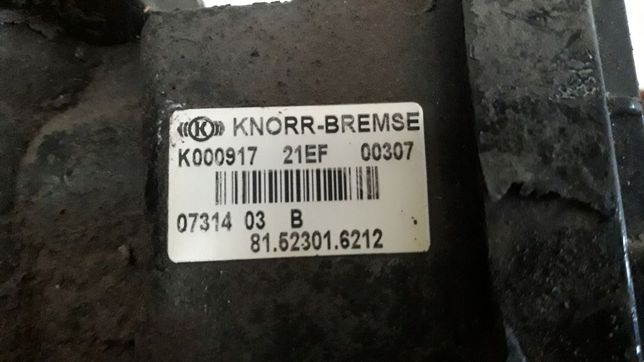 KNORR-BREMSE
K000917 21EF 00307
07314 03 B
81.52301.6212